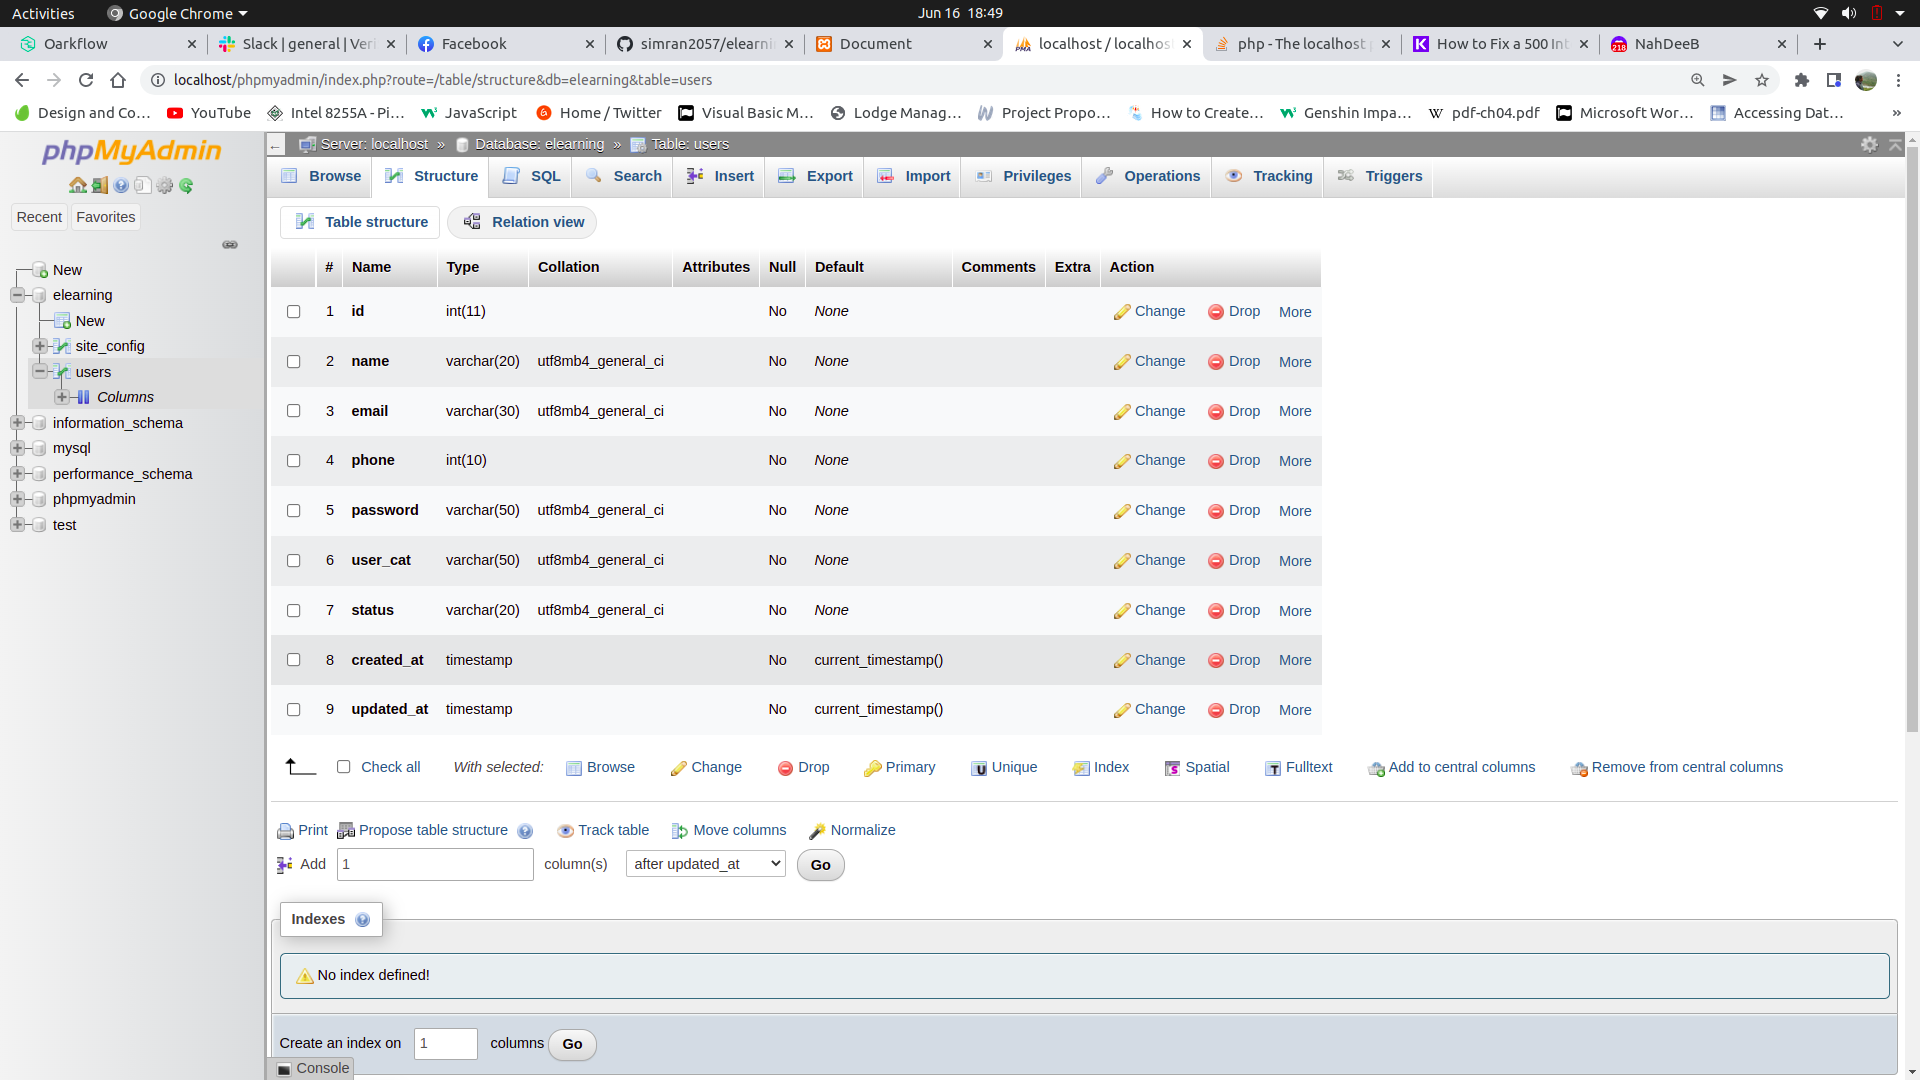 Activities Google Chrome Jun 16 18:49
Oarkflow Slack | general | Veri Facebook simran2057/elearni Document localhost / localhos php - The localhost How to Fix a 500 Int 218 NahDeeB
localhost/phpmyadmin/index.php?route=/table/structure&db=elearning&table=users
Design and Co… YouTube Intel 8255A - Pi… JavaScript Home / Twitter Visual Basic M… Lodge Manag… Project Propo… How to Create… Genshin Impa… pdf-ch04.pdf Microsoft Wor… Accessing Dat… »
phpMyAdmin
Recent Favorites
New
elearning
New
site_config
users
Columns
information_schema
mysql
performance_schema
phpmyadmin
test
Server: localhost » Database: elearning » Table: users
Browse Structure SQL Search Insert Export Import Privileges Operations Tracking Triggers
Table structure Relation view
# Name Type Collation Attributes Null Default Comments Extra Action
1 id int(11) No None Change Drop More
2 name varchar(20) utf8mb4_general_ci No None Change Drop More
3 email varchar(30) utf8mb4_general_ci No None Change Drop More
4 phone int(10) No None Change Drop More
5 password varchar(50) utf8mb4_general_ci No None Change Drop More
6 user_cat varchar(50) utf8mb4_general_ci No None Change Drop More
7 status varchar(20) utf8mb4_general_ci No None Change Drop More
8 created_at timestamp No current_timestamp() Change Drop More
9 updated_at timestamp No current_timestamp() Change Drop More
Check all With selected: Browse Change Drop Primary Unique Index Spatial Fulltext Add to central columns Remove from central columns
Print Propose table structure Track table Move columns Normalize
Add 1 column(s) after updated_at Go
Indexes
No index defined!
Create an index on 1 columns Go
Console